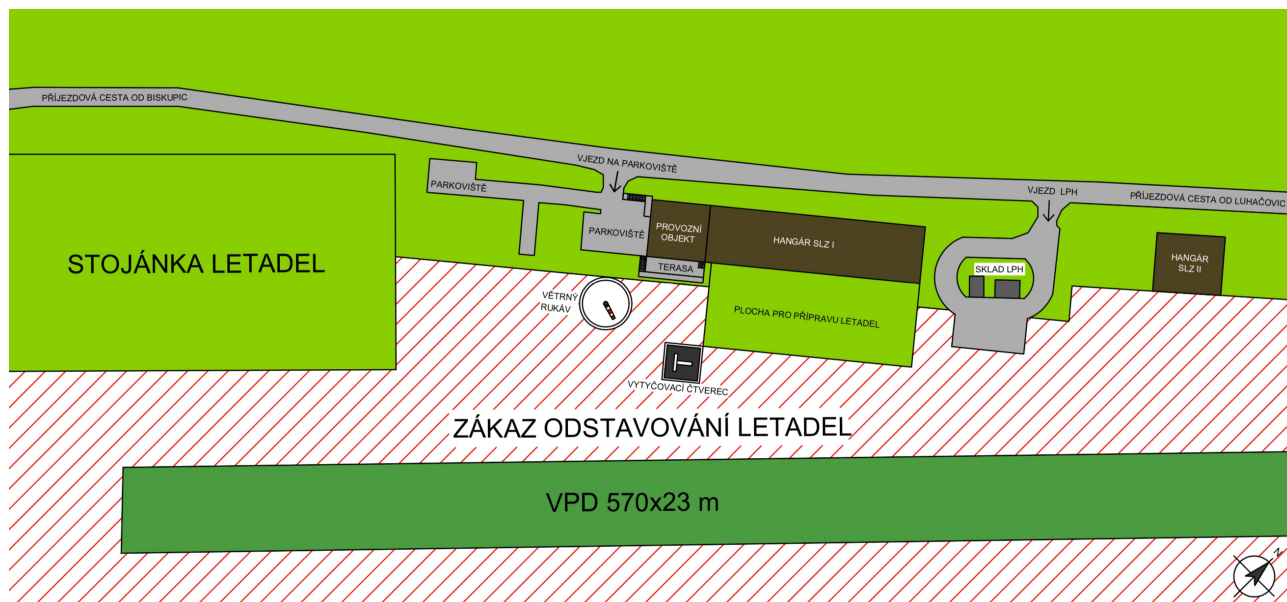 PŘÍJEZDOVÁ CESTA OD BISKUPIC
VJEZD NA PARKOVIŠTĚ
VJEZD LPH
PŘÍJEZDOVÁ CESTA OD LUHAČOVIC
PARKOVIŠTĚ
PARKOVIŠTĚ
PROVOZNÍ
OBJEKT
HANGÁR SLZ I
HANGÁR
SLZ II
STOJÁNKA LETADEL
TERASA
SKLAD LPH
VĚTRNÝ
RUKÁV
PLOCHA PRO PŘÍPRAVU LETADEL
VYTYČOVACÍ ČTVEREC
ZÁKAZ ODSTAVOVÁNÍ LETADEL
VPD 570x23 m
N